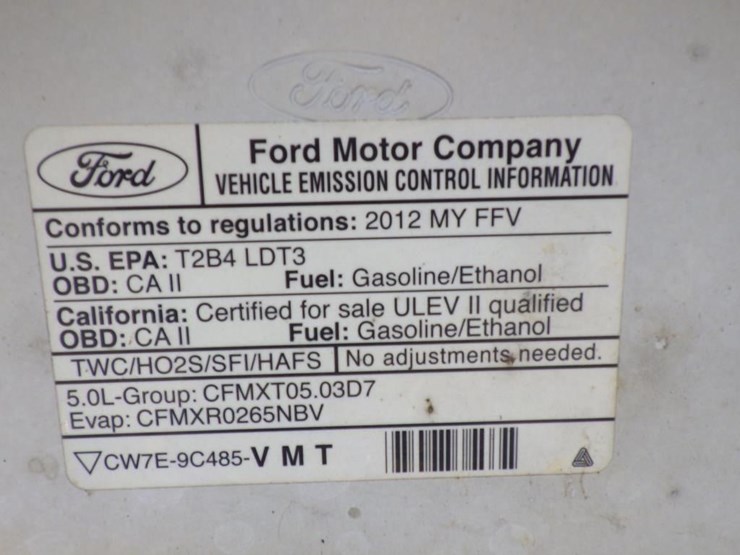 Ford
Ford
Ford Motor Company
VEHICLE EMISSION CONTROL INFORMATION
Conforms to regulations: 2012 MY FFV
U.S. EPA: T2B4 LDT3
OBD: CA II Fuel: Gasoline/Ethanol
California: Certified for sale ULEV II qualified
OBD: CA II Fuel: Gasoline/Ethanol
TWC/HO2S/SFI/HAFS No adjustments needed.
5.0L-Group: CFMXT05.03D7
Evap: CFMXR0265NBV
CW7E-9C485-V M T